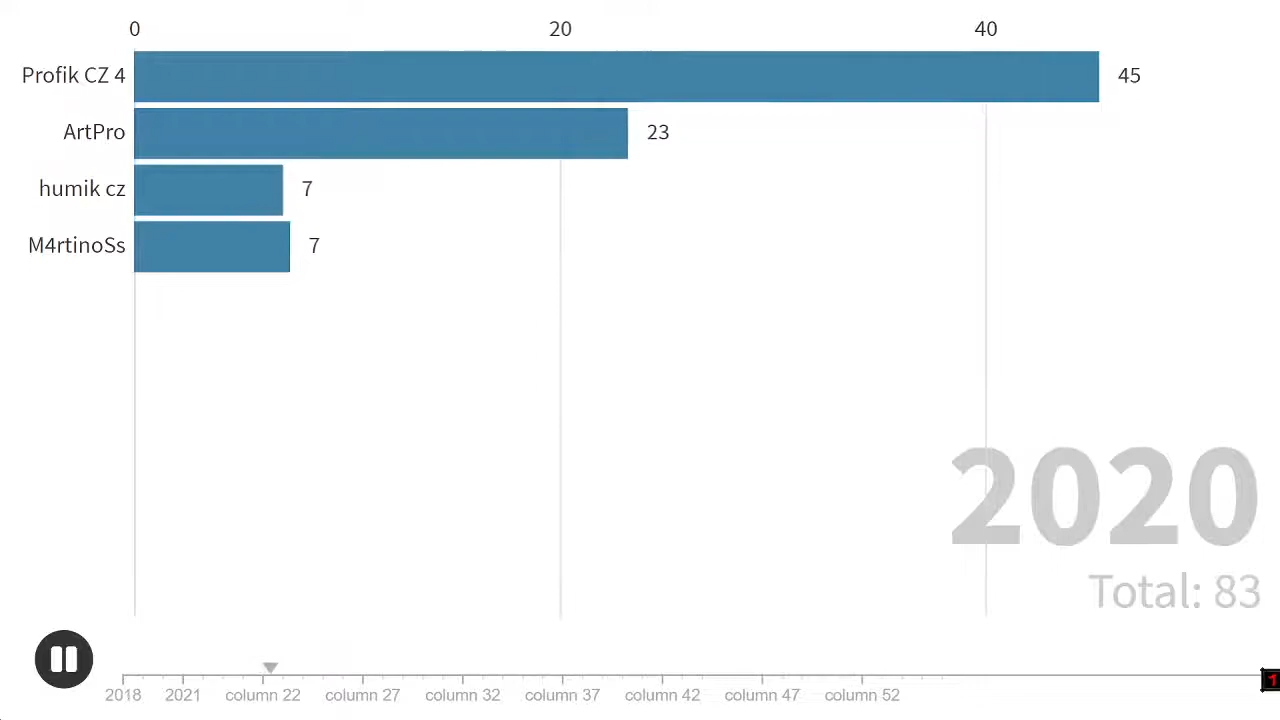 0 20 40
Profik CZ 4 45
ArtPro 23
humik cz 7
M4rtinoSs 7
2020
Total: 83
2018 2021 column 22 column 27 column 32 column 37 column 42 column 47 column 52
1